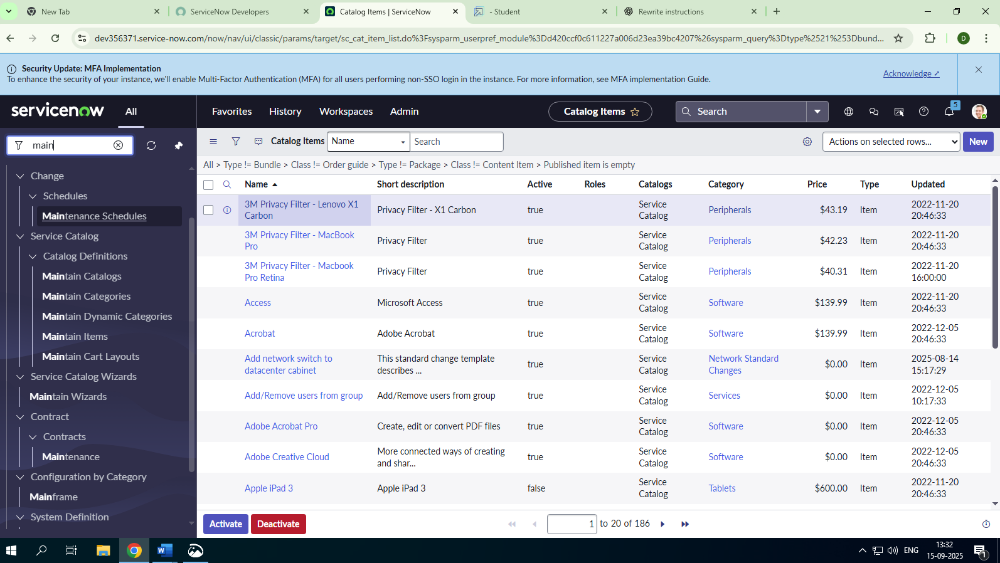 New Tab
ServiceNow Developers
Catalog Items | ServiceNow
- Student
Rewrite instructions
dev356371.service-now.com/now/nav/ui/classic/params/target/sc_cat_item_list.do%3Fsysparm_userpref_module%3Dd420ccf0c611227a006d23ea39bc4207%26sysparm_query%3Dtype%2521%253Dbund...
D
Security Update: MFA Implementation
To enhance the security of your instance, we'll enable Multi-Factor Authentication (MFA) for all users performing non-SSO login in the instance. For more information, see MFA implementation Guide.
Acknowledge
servicenow
All
Favorites
History
Workspaces
Admin
Catalog Items
Search
5
main
Change
Schedules
Maintenance Schedules
Service Catalog
Catalog Definitions
Maintain Catalogs
Maintain Categories
Maintain Dynamic Categories
Maintain Items
Maintain Cart Layouts
Service Catalog Wizards
Maintain Wizards
Contract
Contracts
Maintenance
Configuration by Category
Mainframe
System Definition
Catalog Items
Name
Search
Actions on selected rows...
New
All > Type != Bundle > Class != Order guide > Type != Package > Class != Content Item > Published item is empty
Name Short description Active Roles Catalogs Category Price Type Updated
3M Privacy Filter - Lenovo X1 Carbon Privacy Filter - X1 Carbon true Service Catalog Peripherals $43.19 Item 2022-11-20 20:46:33
3M Privacy Filter - MacBook Pro Privacy Filter true Service Catalog Peripherals $42.23 Item 2022-11-20 20:46:33
3M Privacy Filter - Macbook Pro Retina Privacy Filter true Service Catalog Peripherals $40.31 Item 2022-11-20 16:00:00
Access Microsoft Access true Service Catalog Software $139.99 Item 2022-11-20 20:46:33
Acrobat Adobe Acrobat true Service Catalog Software $139.99 Item 2022-12-05 20:46:33
Add network switch to datacenter cabinet This standard change template describes ... true Service Catalog Network Standard Changes $0.00 Item 2025-08-14 15:17:29
Add/Remove users from group Add/Remove users from group true Service Catalog Services $0.00 Item 2022-12-05 10:17:33
Adobe Acrobat Pro Create, edit or convert PDF files true Service Catalog Software $0.00 Item 2022-12-05 20:46:33
Adobe Creative Cloud More connected ways of creating and shar... true Service Catalog Software $0.00 Item 2022-12-05 20:46:33
Apple iPad 3 Apple iPad 3 false Service Catalog Tablets $600.00 Item 2022-11-20 20:46:33
Activate
Deactivate
1 to 20 of 186
ENG
13:32
15-09-2025
1